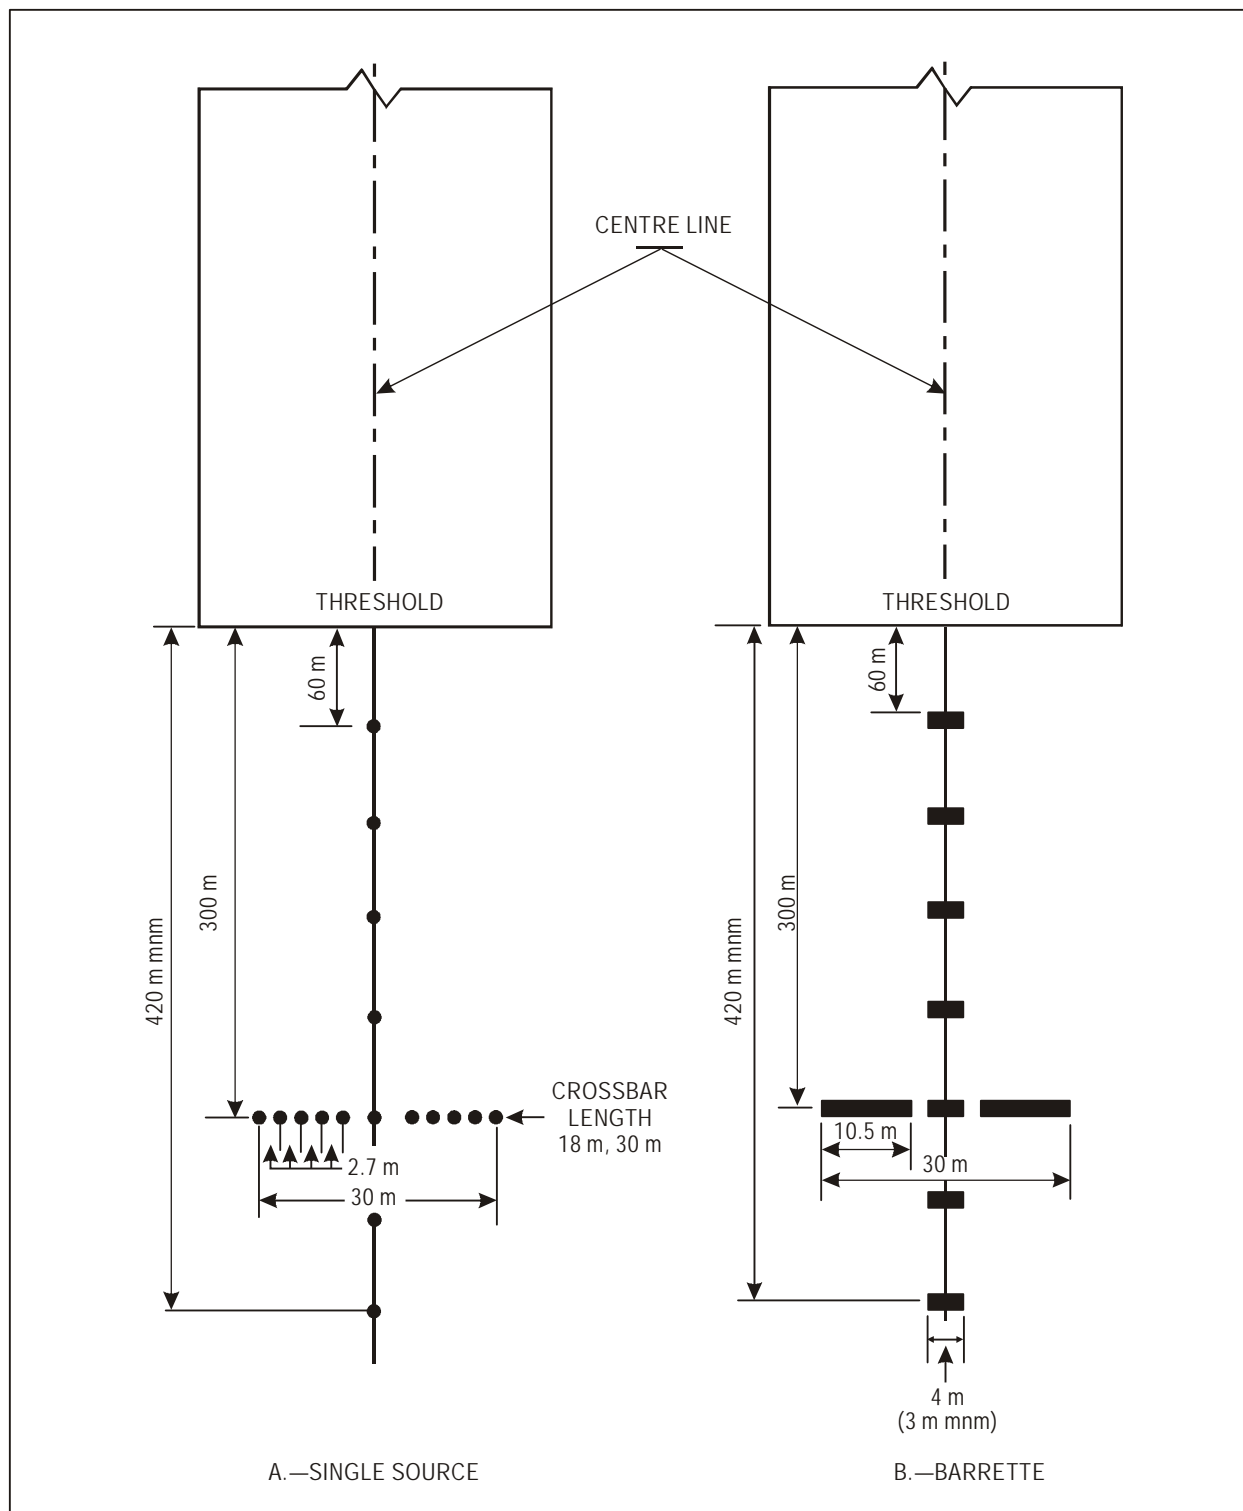 CENTRE LINE
THRESHOLD
THRESHOLD
60 m
60 m
300 m
300 m
420 m mnm
420 m mnm
CROSSBAR
LENGTH
18 m, 30 m
2.7 m
30 m
10.5 m
30 m
4 m
(3 m mnm)
A.—SINGLE SOURCE
B.—BARRETTE